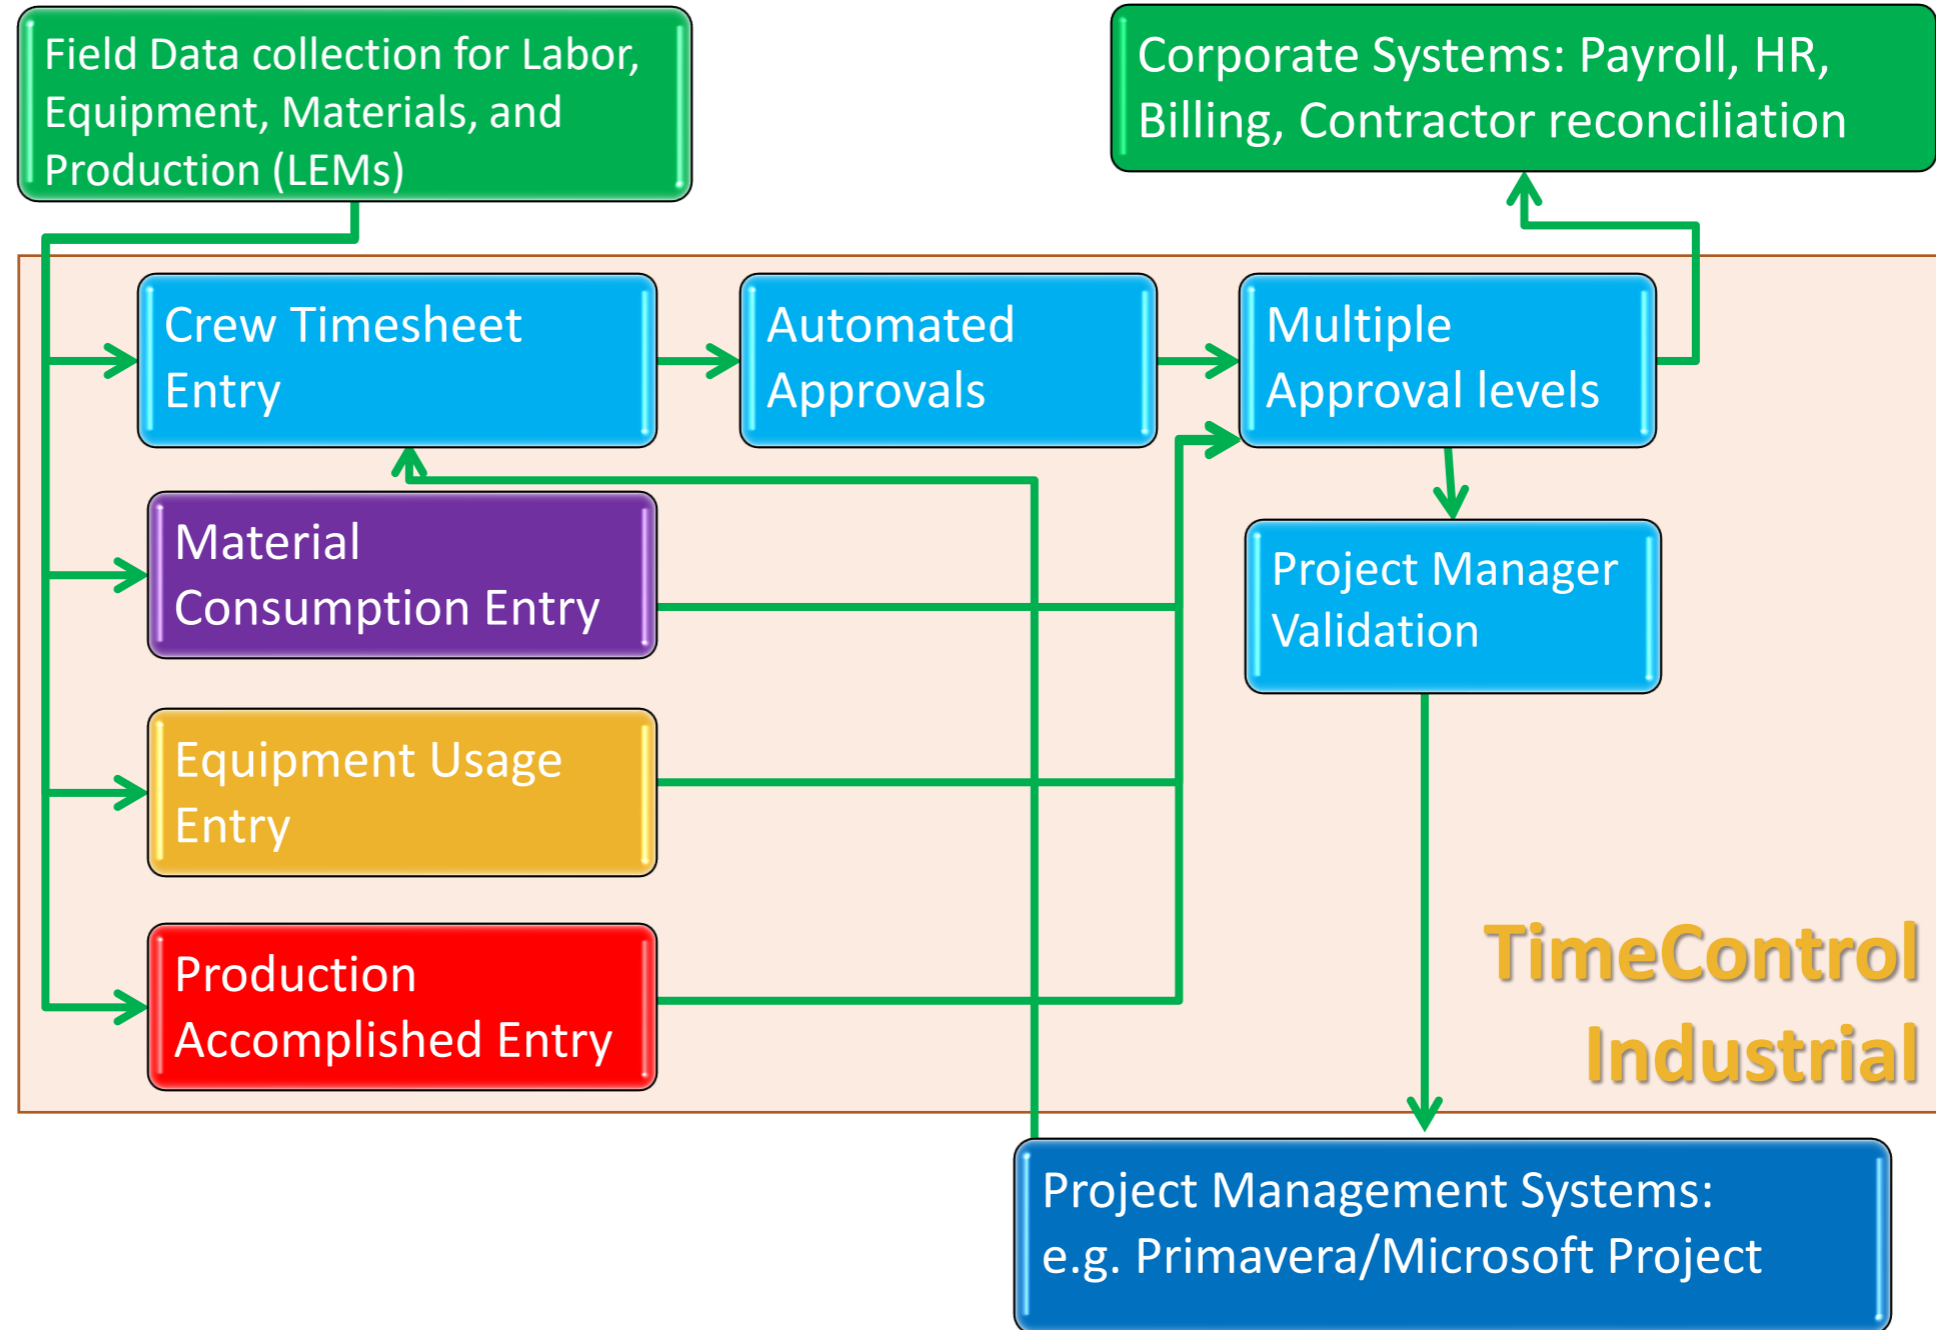 Field Data collection for Labor,
Equipment, Materials, and
Production (LEMs)
Corporate Systems: Payroll, HR,
Billing, Contractor reconciliation
Crew Timesheet
Entry
Automated
Approvals
Multiple
Approval levels
Material
Consumption Entry
Project Manager
Validation
Equipment Usage
Entry
Production
Accomplished Entry
TimeControl
Industrial
Project Management Systems:
e.g. Primavera/Microsoft Project